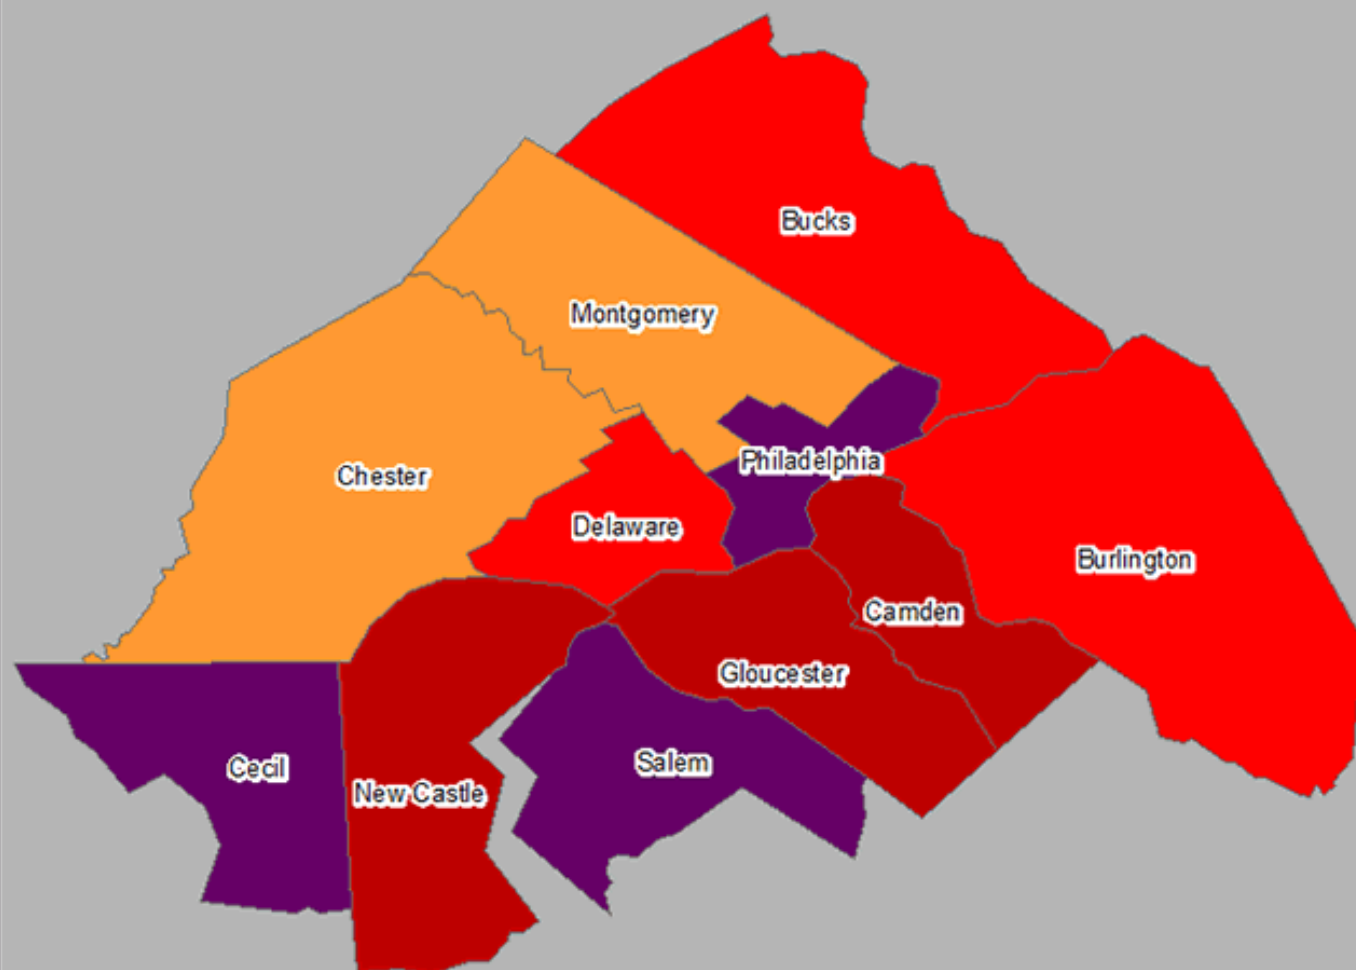 Bucks
Montgomery
Philadelphia
Chester
Delaware
Burlington
Camden
Gloucester
Salem
Cecil
New Castle